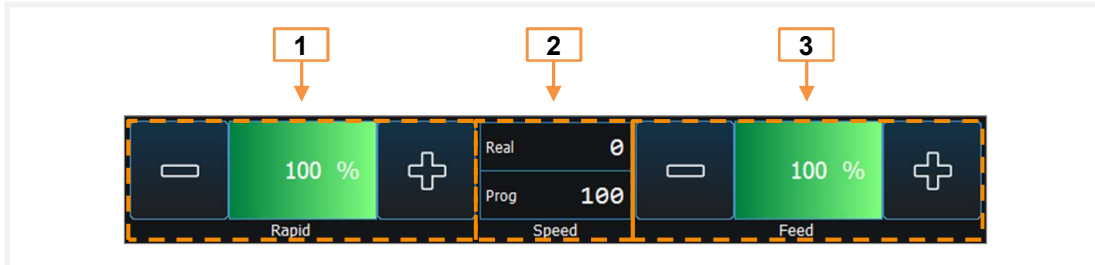 1 2 3
Real 0
100 % 100 %
Prog 100
Rapid Speed Feed